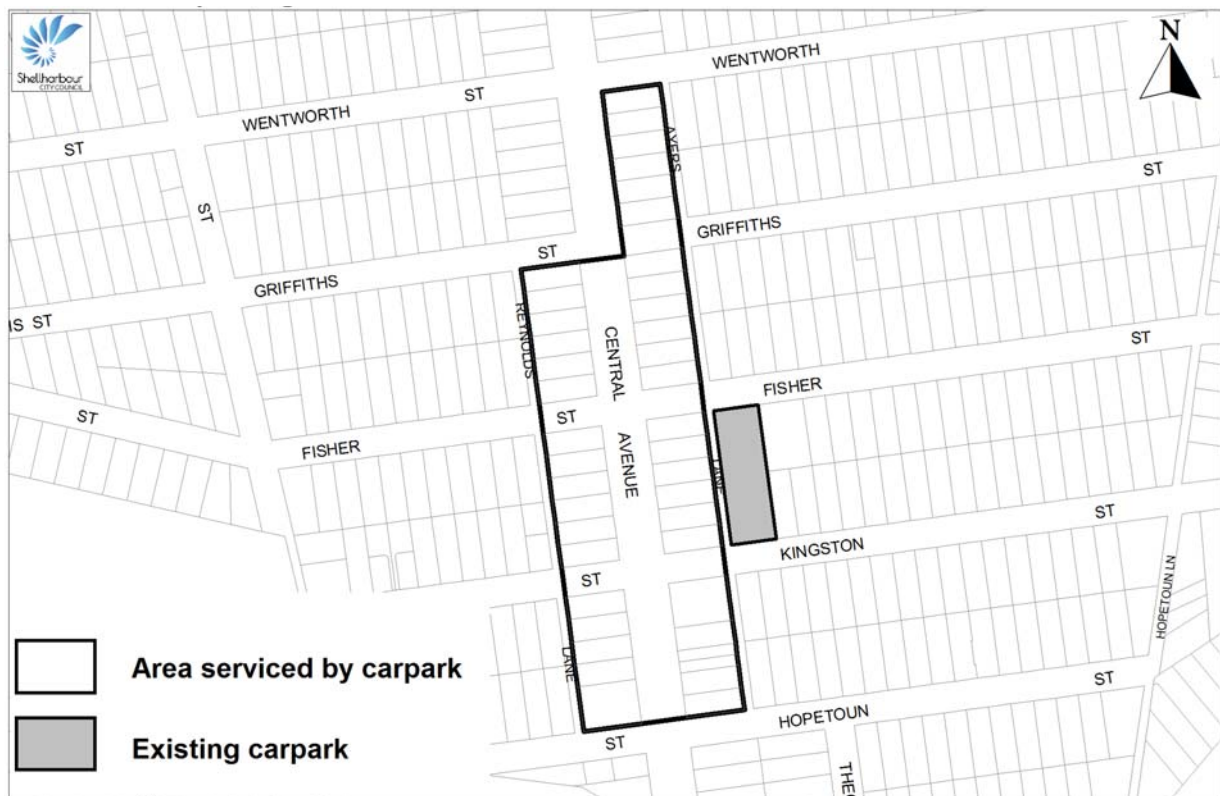 Shellharbour
CITY COUNCIL
N
WENTWORTH
ST
WENTWORTH
ST
AYERS
ST
ST
GRIFFITHS
ST
GRIFFITHS
REYNOLDS
IS ST
CENTRAL
ST
FISHER
ST
ST
FISHER
AVENUE
LANE
ST
KINGSTON
ST
HOPETOUN LN
LANE
ST
HOPETOUN
ST
Area serviced by carpark
Existing carpark